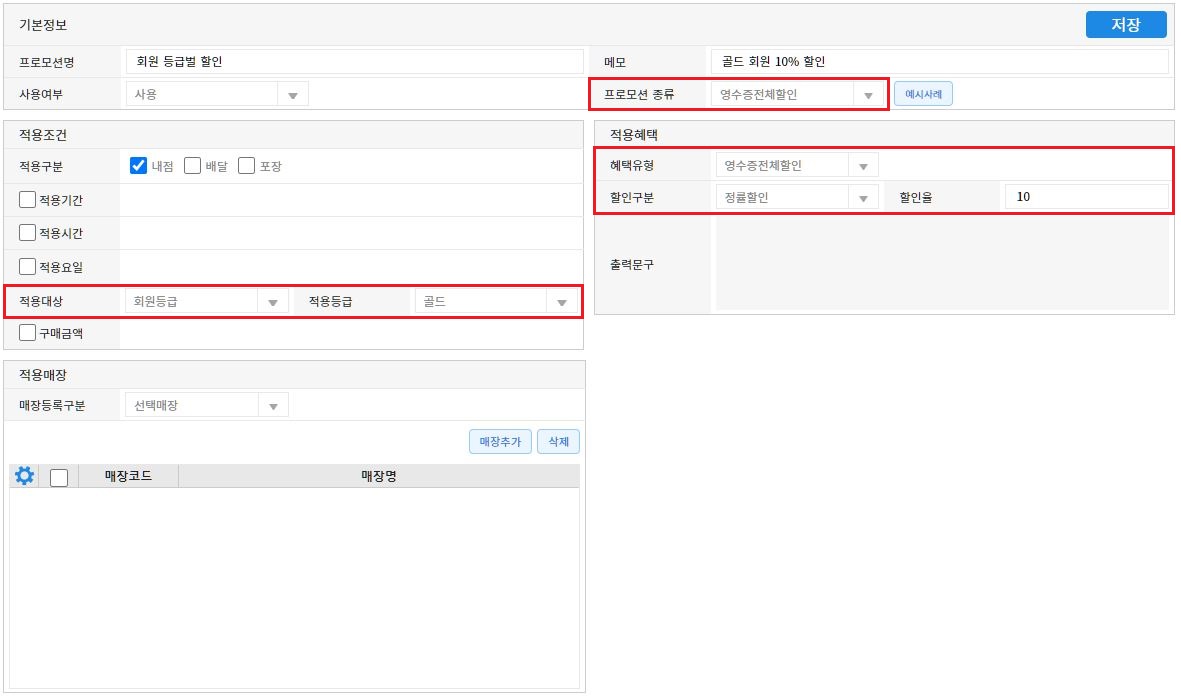 기본정보
저장
프로모션명 회원 등급벌 할인 메모 골드 회원 10% 할인
사용여부 사용 프로모션 종류 영수증전체할인 예시사례
적용조건
적용구분 내점 배달 포장
적용기간
적용시간
적용요일
적용대상 회원등급 적용등급 골드
구매금액
적용혜택
혜택유형 영수증전체할인
할인구분 정률할인 할인율 10
출력문구
적용매장
매장등록구분 선택매장
매장추가 삭제
매장코드 매장명